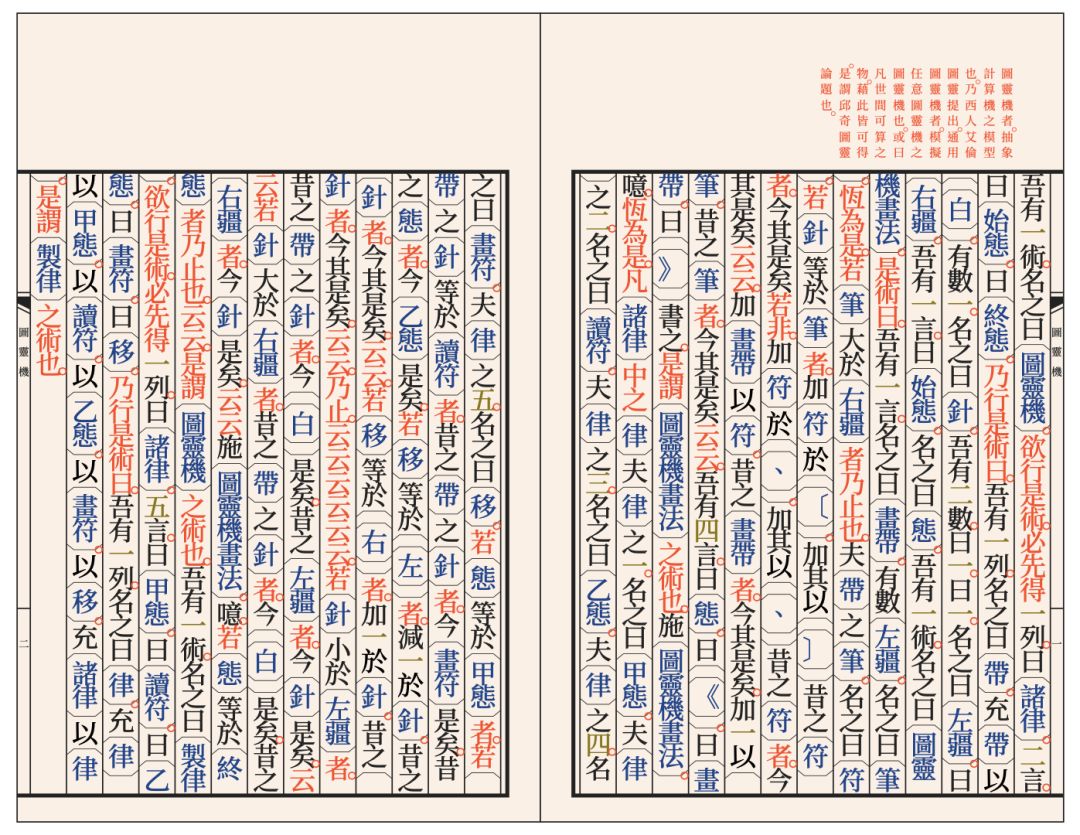 圖靈機者。抽象
計算機之模型
也。乃西人艾倫
圖靈提出。通用
圖靈機者。模擬
任意圖靈機之
圖靈機也。或曰
凡世間可算之
物。藉此皆可得
。是謂邱奇圖靈
論題也。
圖靈機
一
吾有一術。名之曰圖靈機。欲行是術。必先得一列。曰諸律。二言。
曰始態。曰終態。乃行是術曰。吾有一列。名之曰帶。充帶以
白。有數一。名之曰針。吾有二數。曰一。曰一。名之曰左疆。曰
右疆。吾有一言。曰始態。名之曰態。吾有一術。名之曰圖靈
機畫法。是術曰。吾有一言。名之曰畫帶。有數左疆。名之曰筆
恆為是。若筆大於右疆者乃止也。夫帶之筆。名之曰符
若針等於筆者。加符於〔。加其以〕。昔之符
者。今其是矣。若非。加符於、。加其以、。昔之符者。今
其是矣。云云。加畫帶以符。昔之畫帶者。今其是矣。加一以
筆。昔之筆者。今其是矣。云云。吾有四言。曰態。曰《。曰畫
帶。曰》。書之。是謂圖靈機畫法之術也。施圖靈機畫法。
噫。恆為是。凡諸律中之律。夫律之一。名之曰甲態。夫律
之二。名之曰讀符。夫律之三。名之曰乙態。夫律之四。名
之曰畫符。夫律之五。名之曰移。若態等於甲態者。若
帶之針等於讀符者。昔之帶之針者。今畫符是矣。昔
之態者。今乙態是矣。若移等於左者。減一於針。昔之
針者。今其是矣。云云。若移等於右者。加一於針。昔之
針者。今其是矣。云云。乃止。云云云云云云。若針小於左疆者。
昔之帶之針者。今白是矣。昔之左疆者。今針是矣。云
云。若針大於右疆者。昔之帶之針者。今白是矣。昔之
右疆者。今針是矣。云云。施圖靈機畫法。噫。若態等於終
態者乃止也。云云。是謂圖靈機之術也。吾有一術。名之曰製律
欲行是術。必先得一列。曰諸律。五言。曰甲態。曰讀符。曰乙
態。曰畫符。曰移。乃行是術曰。吾有一列。名之曰律。充律
以甲態。以讀符。以乙態。以畫符。以移。充諸律以律
是謂製律之術也。
圖靈機
二